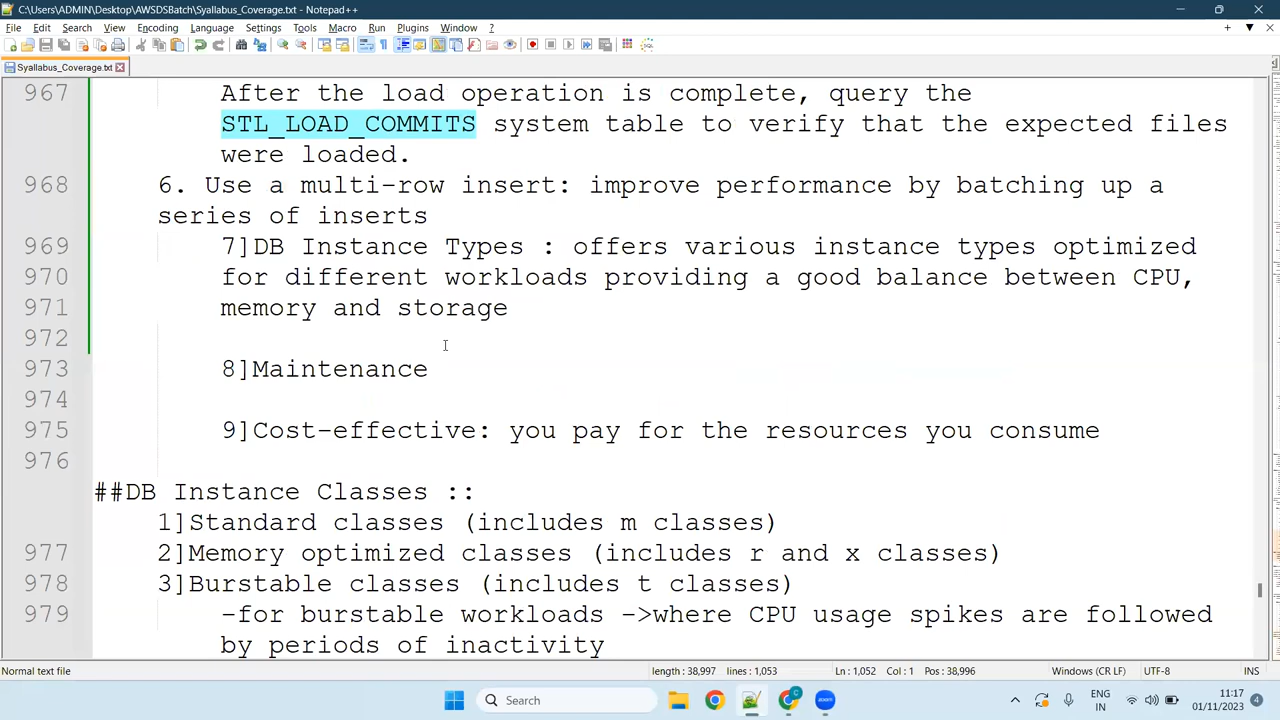 C:\Users\ADMIN\Desktop\AWSDSBatch\Syallabus_Coverage.txt - Notepad++
File Edit Search View Encoding Language Settings Tools Macro Run Plugins Window ?
Syallabus_Coverage.txt
967 After the load operation is complete, query the
STL_LOAD_COMMITS system table to verify that the expected files
were loaded.
968 6. Use a multi-row insert: improve performance by batching up a
series of inserts
969 7]DB Instance Types : offers various instance types optimized
970 for different workloads providing a good balance between CPU,
971 memory and storage
972
973 8]Maintenance
974
975 9]Cost-effective: you pay for the resources you consume
976
##DB Instance Classes ::
1]Standard classes (includes m classes)
977 2]Memory optimized classes (includes r and x classes)
978 3]Burstable classes (includes t classes)
979 -for burstable workloads ->where CPU usage spikes are followed
by periods of inactivity
Normal text file length : 38,997 lines : 1,053 Ln : 1,052 Col : 1 Pos : 38,996 Windows (CR LF) UTF-8 INS
Search ENG IN 11:17 01/11/2023 4